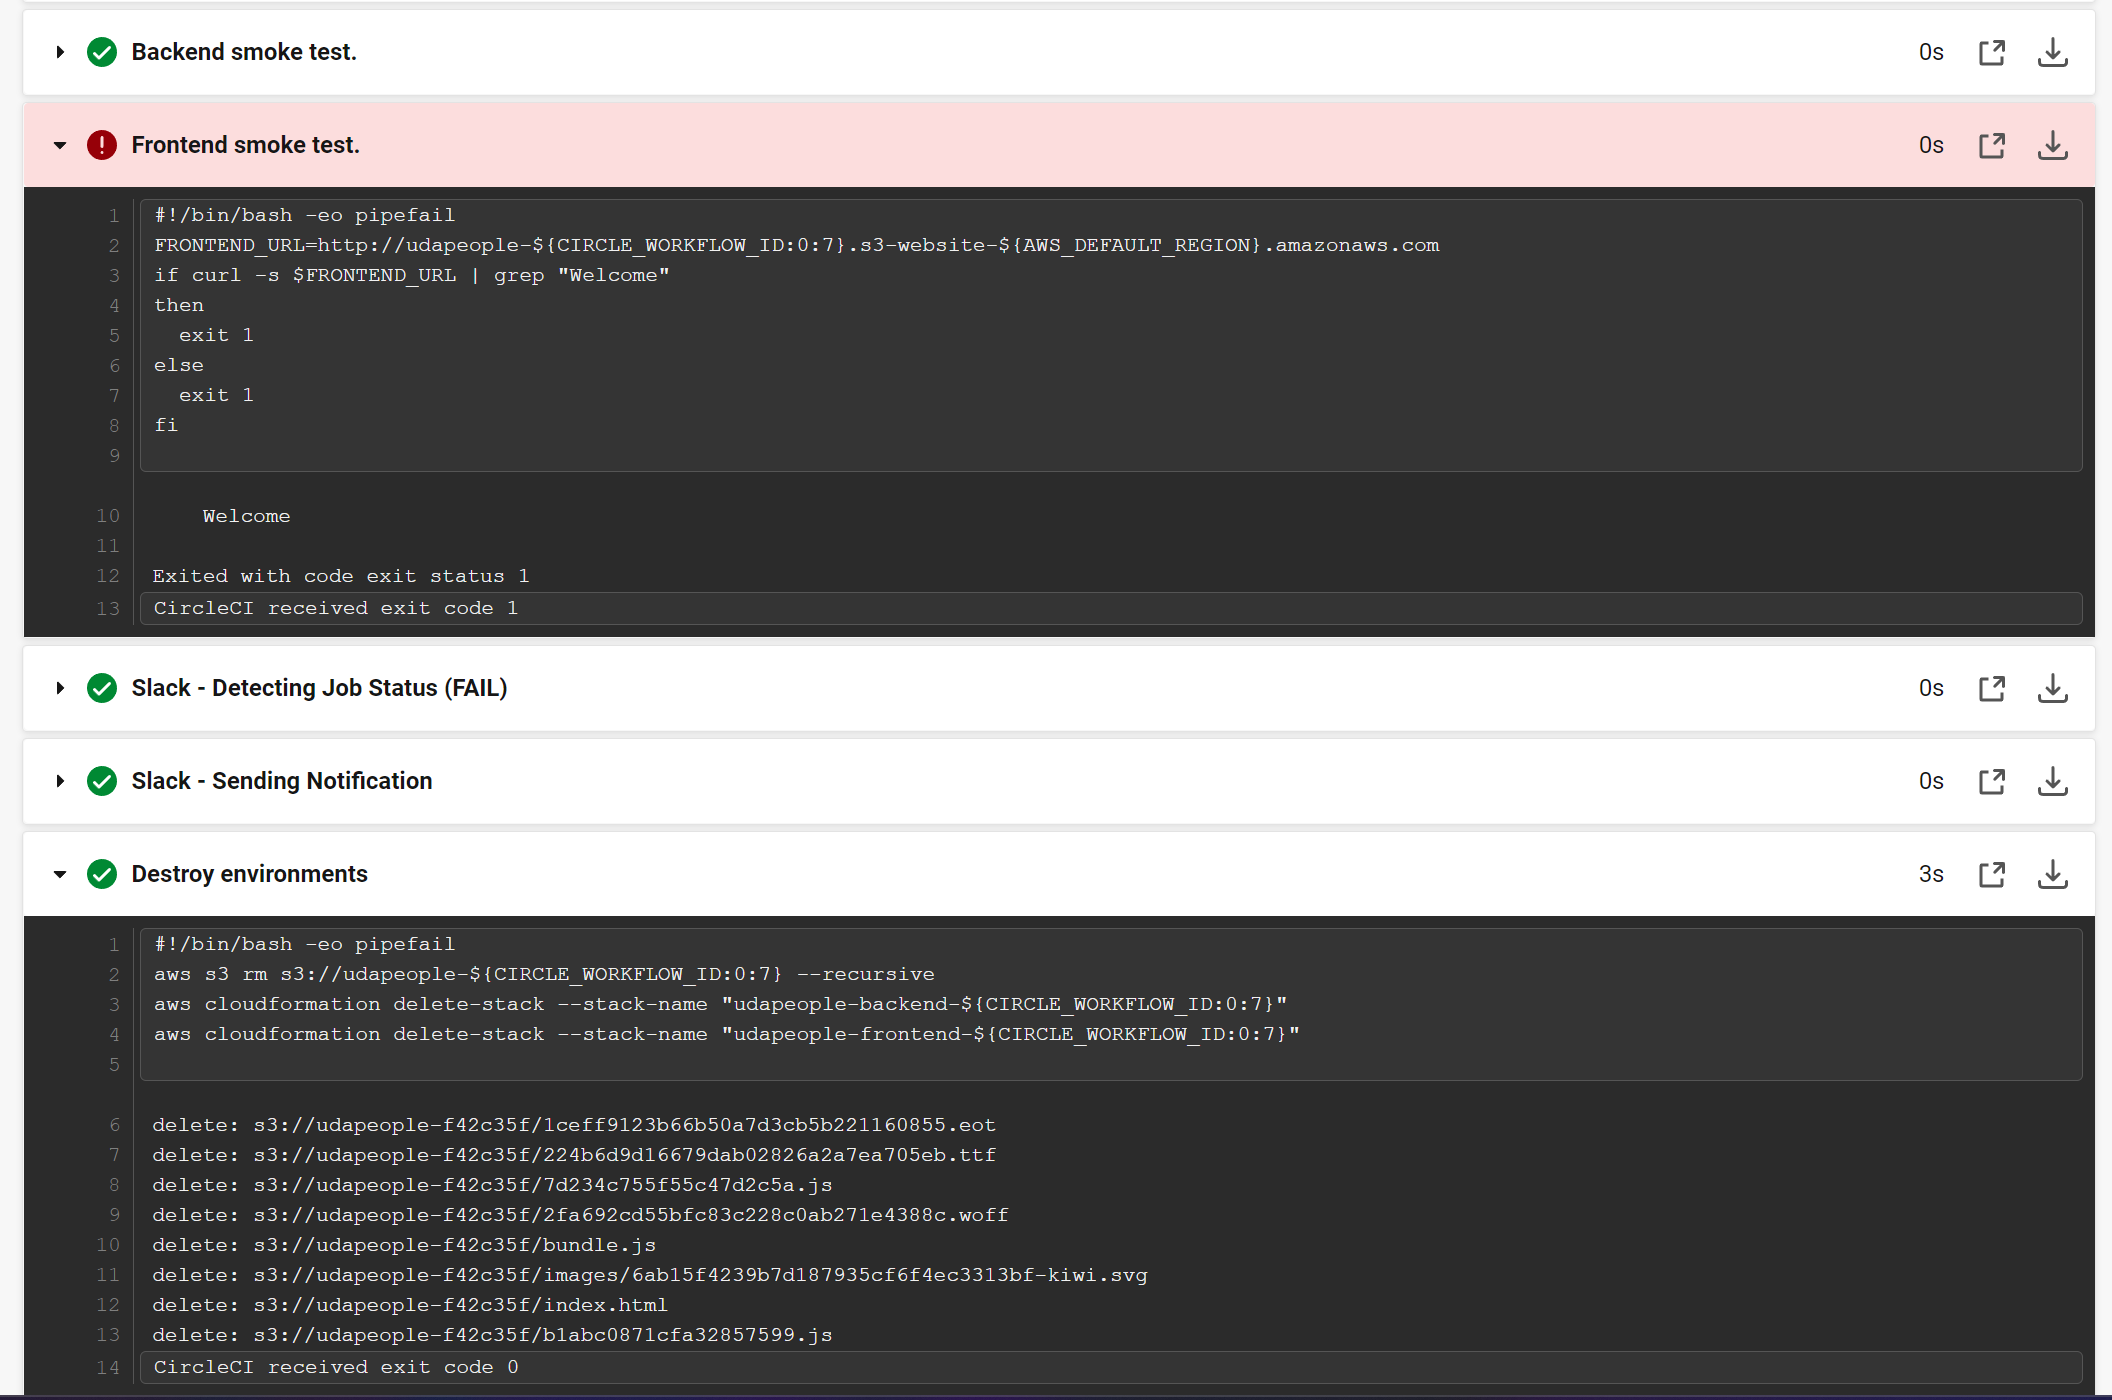 Backend smoke test.
0s
Frontend smoke test.
0s
1 #!/bin/bash -eo pipefail
2 FRONTEND_URL=http://udapeople-${CIRCLE_WORKFLOW_ID:0:7}.s3-website-${AWS_DEFAULT_REGION}.amazonaws.com
3 if curl -s $FRONTEND_URL | grep "Welcome"
4 then
5   exit 1
6 else
7   exit 1
8 fi
9
10     Welcome
11
12 Exited with code exit status 1
13 CircleCI received exit code 1
Slack - Detecting Job Status (FAIL)
0s
Slack - Sending Notification
0s
Destroy environments
3s
1 #!/bin/bash -eo pipefail
2 aws s3 rm s3://udapeople-${CIRCLE_WORKFLOW_ID:0:7} --recursive
3 aws cloudformation delete-stack --stack-name "udapeople-backend-${CIRCLE_WORKFLOW_ID:0:7}"
4 aws cloudformation delete-stack --stack-name "udapeople-frontend-${CIRCLE_WORKFLOW_ID:0:7}"
5
6 delete: s3://udapeople-f42c35f/1ceff9123b66b50a7d3cb5b221160855.eot
7 delete: s3://udapeople-f42c35f/224b6d9d16679dab02826a2a7ea705eb.ttf
8 delete: s3://udapeople-f42c35f/7d234c755f55c47d2c5a.js
9 delete: s3://udapeople-f42c35f/2fa692cd55bfc83c228c0ab271e4388c.woff
10 delete: s3://udapeople-f42c35f/bundle.js
11 delete: s3://udapeople-f42c35f/images/6ab15f4239b7d187935cf6f4ec3313bf-kiwi.svg
12 delete: s3://udapeople-f42c35f/index.html
13 delete: s3://udapeople-f42c35f/b1abc0871cfa32857599.js
14 CircleCI received exit code 0